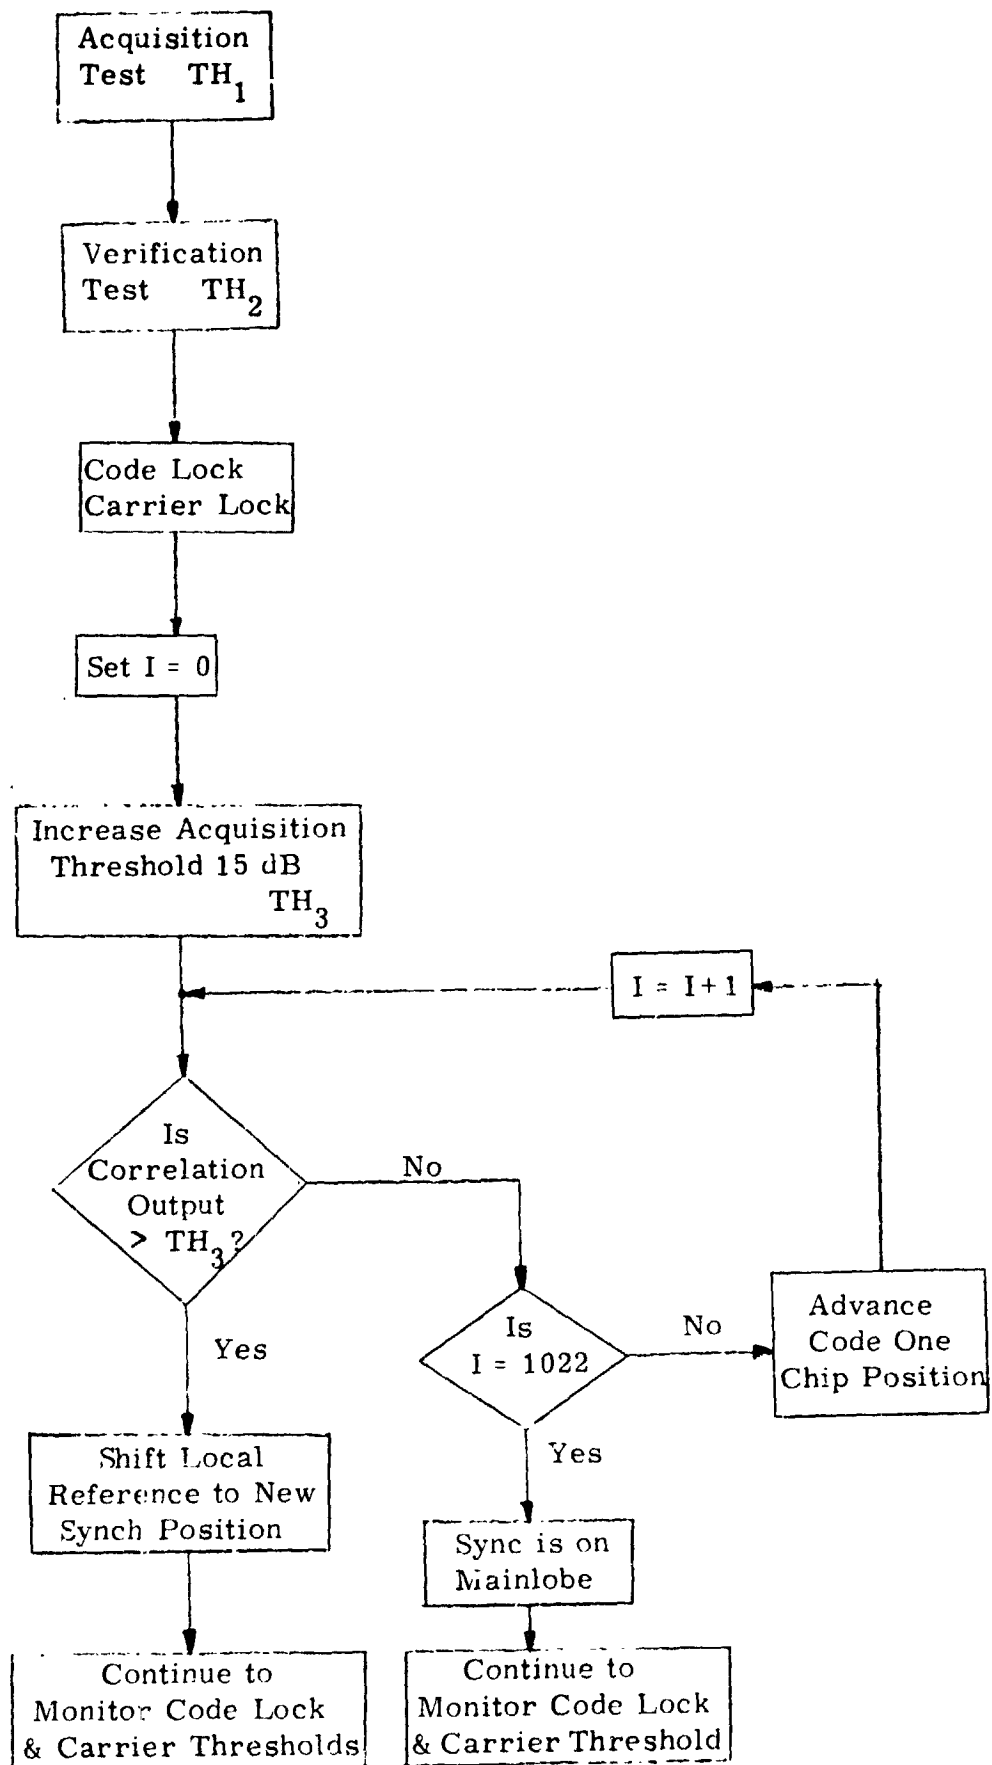 Acquisition
Test TH1
Verification
Test TH2
Code Lock
Carrier Lock
Set I = 0
Increase Acquisition
Threshold 15 dB
TH3
I = I+1
Is
Correlation
Output
> TH3?
No
Yes
Is
I = 1022
No
Advance
Code One
Chip Position
Yes
Shift Local
Reference to New
Synch Position
Sync is on
Mainlobe
Continue to
Monitor Code Lock
& Carrier Thresholds
Continue to
Monitor Code Lock
& Carrier Threshold